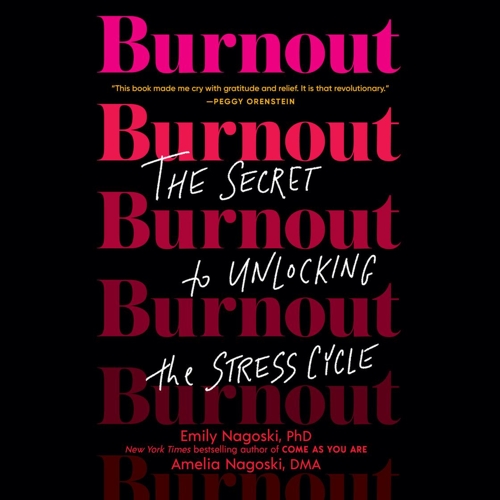 Burnout
“This book made me cry with gratitude and relief. It is that revolutionary.”
—PEGGY ORENSTEIN
Burnout
THE SECRET
Burnout
to UNLOCKING
Burnout
the STRESS CYCLE
Burnout
Emily Nagoski, PhD
New York Times bestselling author of COME AS YOU ARE
Amelia Nagoski, DMA
Burnout